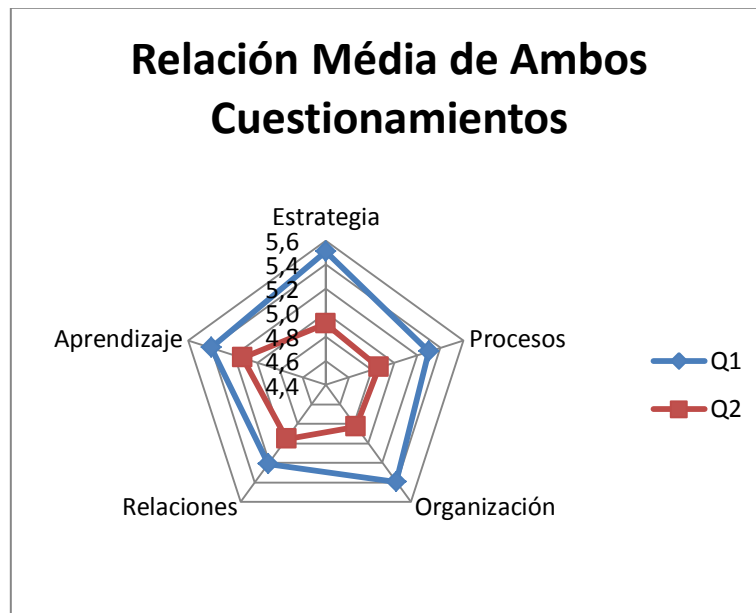 Relación Média de Ambos
Cuestionamientos
Estrategia
5,6
5,4
5,2
5,0
4,8
4,6
4,4
Aprendizaje
Procesos
Relaciones
Organización
Q1
Q2